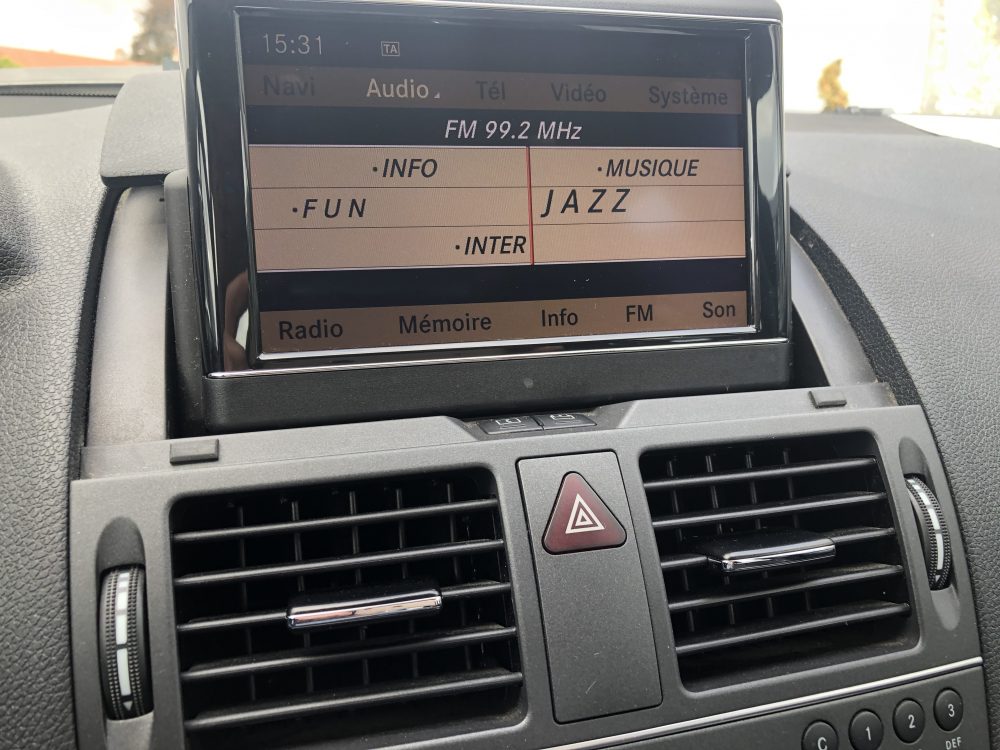 15:31 TA
Navi Audio Tél Vidéo Système
FM 99.2 MHz
•INFO •MUSIQUE
•FUN JAZZ
•INTER
Radio Mémoire Info FM Son
C 1 2 3
DEF